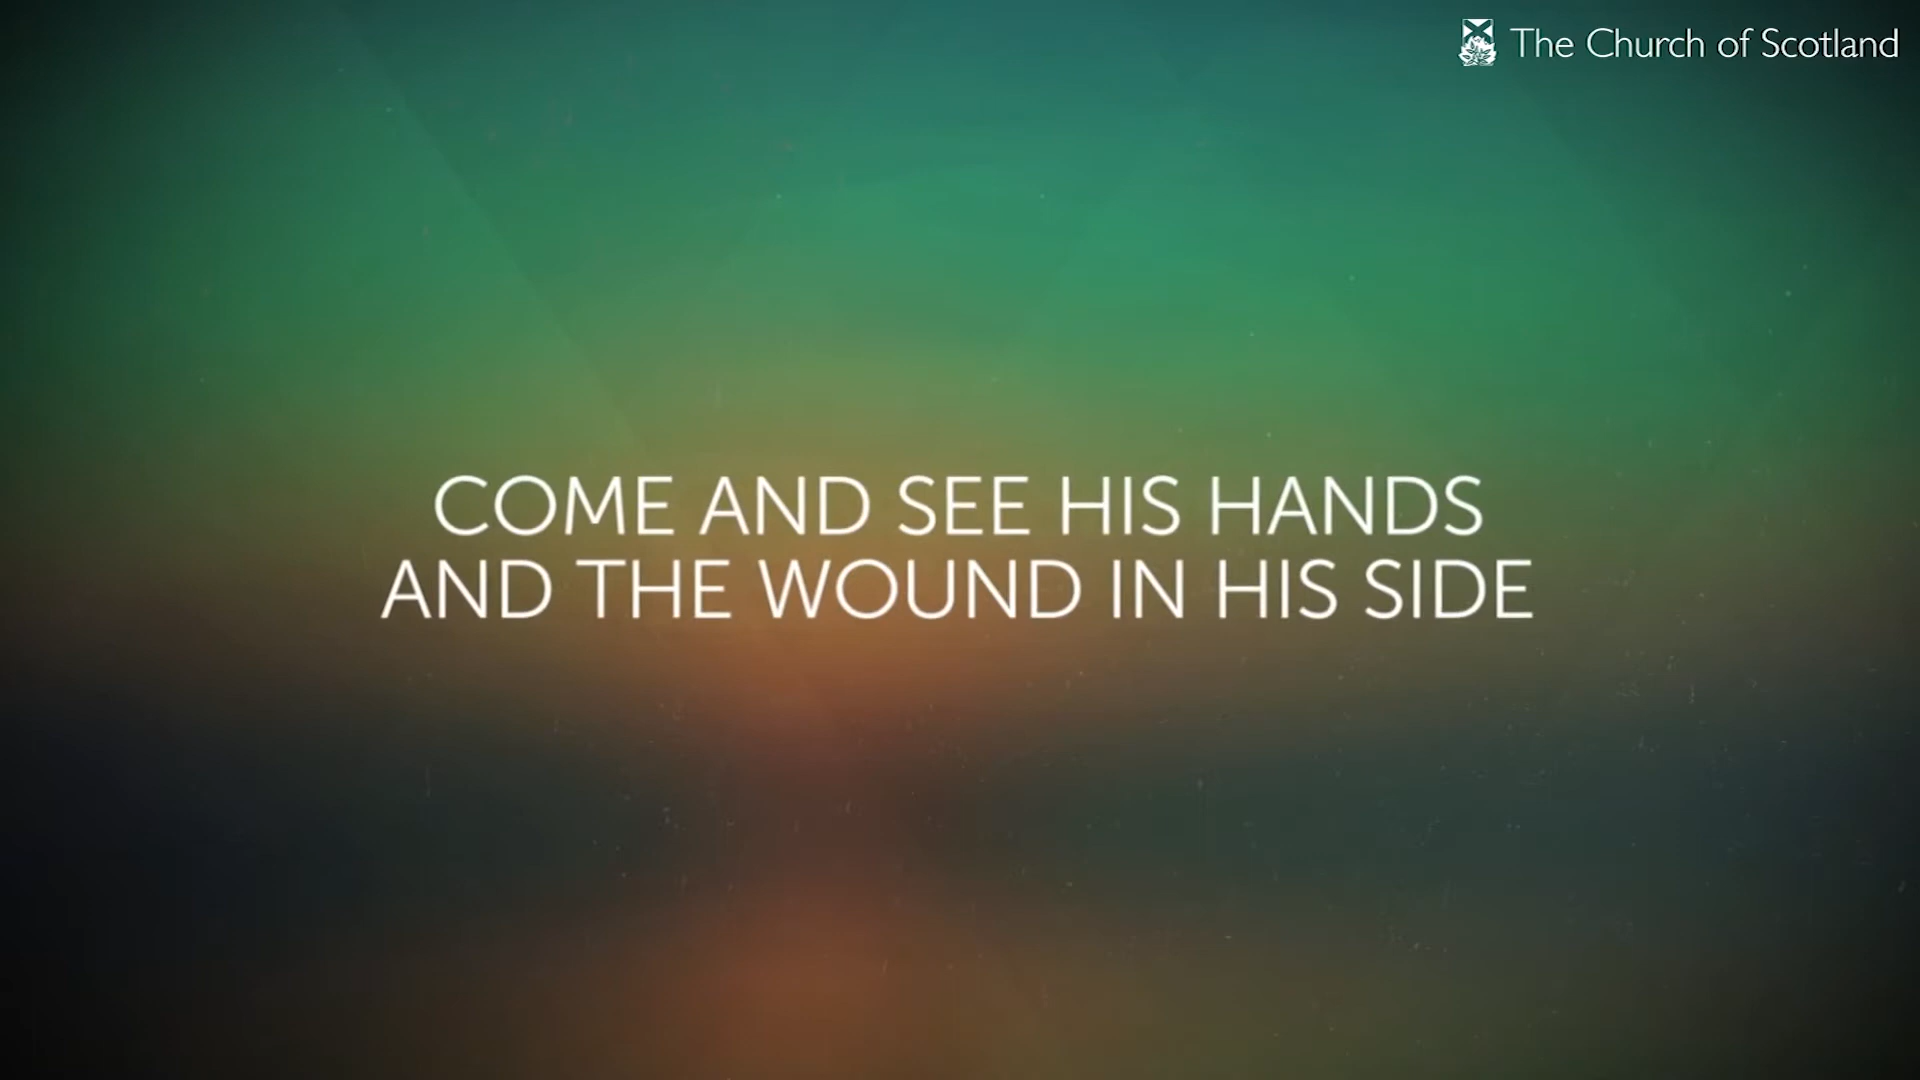 The Church of Scotland
COME AND SEE HIS HANDS
AND THE WOUND IN HIS SIDE